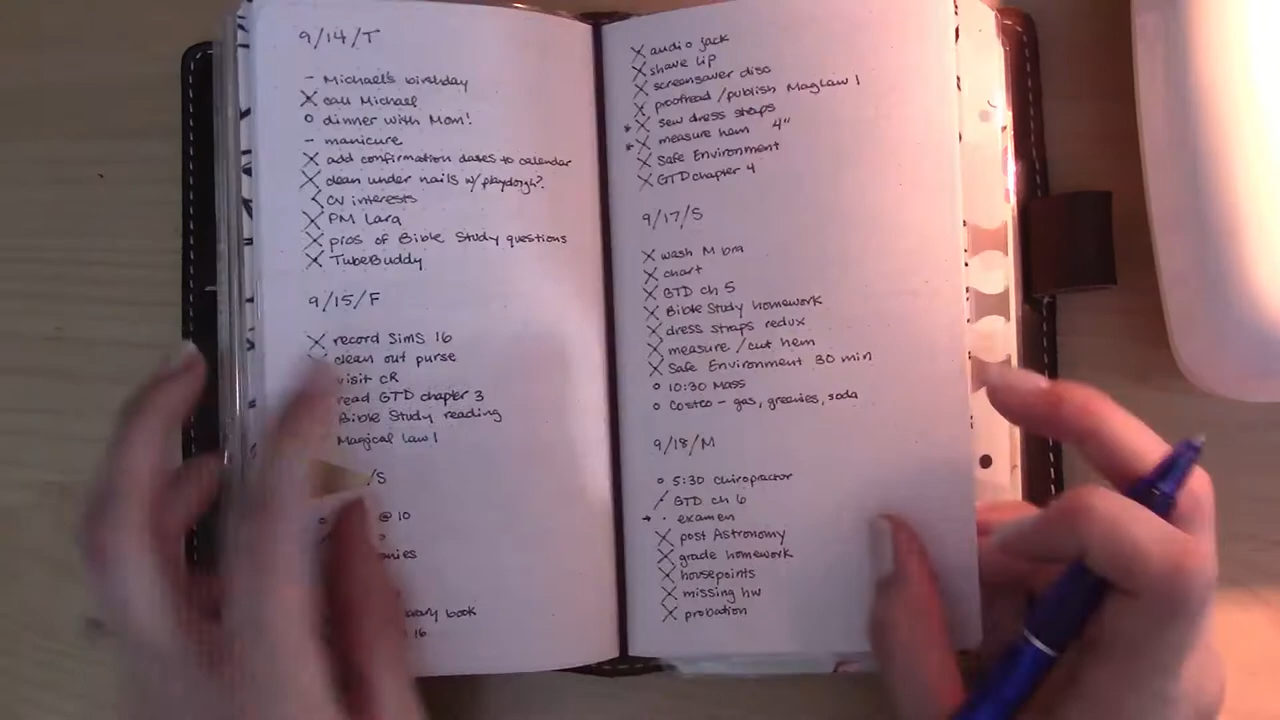 9/14/T
- Michael's birthday
X call Michael
o dinner with Mom!
- manicure
X add confirmation dates to calendar
X clean under nails w/ playdough?
< CV interests
X PM Lara
X pros of Bible Study questions
X TubeBuddy
9/15/F
X record Sims 16
clean out purse
visit CR
read GTD chapter 3
Bible Study reading
Magical Law 1
/S
o @ 10
16
X audio jack
X shave lip
X screensaver disc
X proofread/publish MagLaw 1
* X sew dress straps
* X measure hem 4"
X Safe Environment
X GTD chapter 4
9/17/S
X wash M bra
X chart
X GTD ch 5
X Bible Study homework
X dress straps redux
X measure/cut hem
X Safe Environment 30 min
o 10:30 Mass
o Costco - gas, greenies, soda
9/18/M
o 5:30 chiropractor
/ GTD ch 6
→ · examen
X post Astronomy
X grade homework
X housepoints
X missing hw
X probation